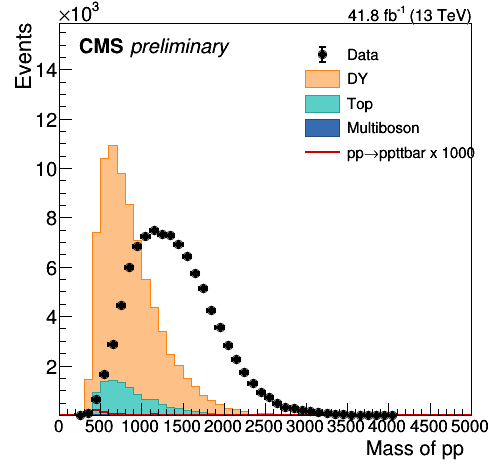 ×10³
41.8 fb⁻¹ (13 TeV)
Events
CMS preliminary
Data
DY
Top
Multiboson
pp→ppttbar x 1000
14
12
10
8
6
4
2
0 500 1000 1500 2000 2500 3000 3500 4000 4500 5000
Mass of pp